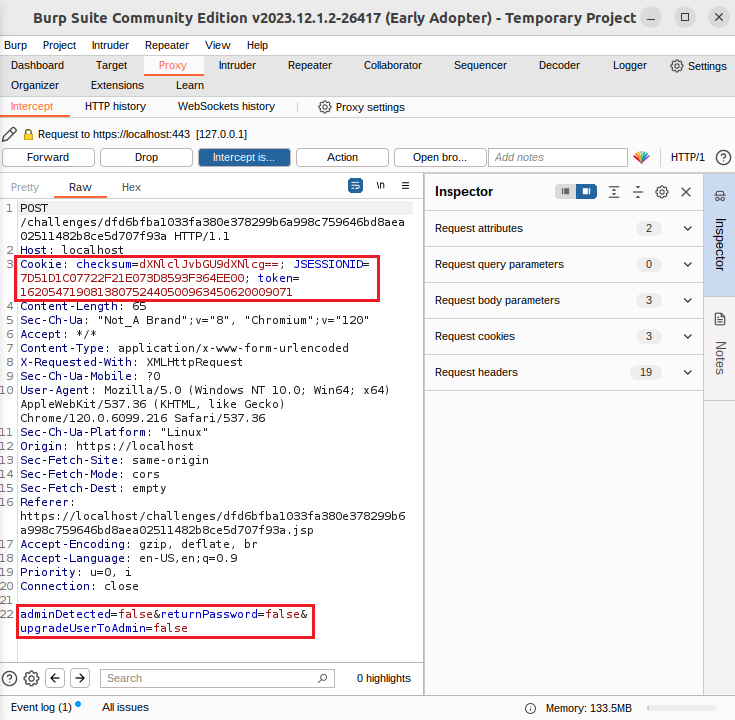 Burp Suite Community Edition v2023.12.1.2-26417 (Early Adopter) - Temporary Project
Burp Project Intruder Repeater View Help
Dashboard Target Proxy Intruder Repeater Collaborator Sequencer Decoder Logger Settings
Organizer Extensions Learn
Intercept HTTP history WebSockets history Proxy settings
Request to https://localhost:443 [127.0.0.1]
Forward Drop Intercept is... Action Open bro... Add notes HTTP/1
Pretty Raw Hex \n
1 POST
/challenges/dfd6bfba1033fa380e378299b6a998c759646bd8aea
02511482b8ce5d707f93a HTTP/1.1
2 Host: localhost
3 Cookie: checksum=dXNlclJvbGU9dXNlcg==; JSESSIONID=
7D51D1C07722F21E073D8593F364EE00; token=
162054719081380752440500963450620009071
4 Content-Length: 65
5 Sec-Ch-Ua: "Not_A Brand";v="8", "Chromium";v="120"
6 Accept: */*
7 Content-Type: application/x-www-form-urlencoded
8 X-Requested-With: XMLHttpRequest
9 Sec-Ch-Ua-Mobile: ?0
10 User-Agent: Mozilla/5.0 (Windows NT 10.0; Win64; x64)
AppleWebKit/537.36 (KHTML, like Gecko)
Chrome/120.0.6099.216 Safari/537.36
11 Sec-Ch-Ua-Platform: "Linux"
12 Origin: https://localhost
13 Sec-Fetch-Site: same-origin
14 Sec-Fetch-Mode: cors
15 Sec-Fetch-Dest: empty
16 Referer:
https://localhost/challenges/dfd6bfba1033fa380e378299b6
a998c759646bd8aea02511482b8ce5d707f93a.jsp
17 Accept-Encoding: gzip, deflate, br
18 Accept-Language: en-US,en;q=0.9
19 Priority: u=0, i
20 Connection: close
21
22 adminDetected=false&returnPassword=false&
upgradeUserToAdmin=false
Inspector
Request attributes 2
Request query parameters 0
Request body parameters 3
Request cookies 3
Request headers 19
Inspector
Notes
Search 0 highlights
Event log (1) All issues Memory: 133.5MB